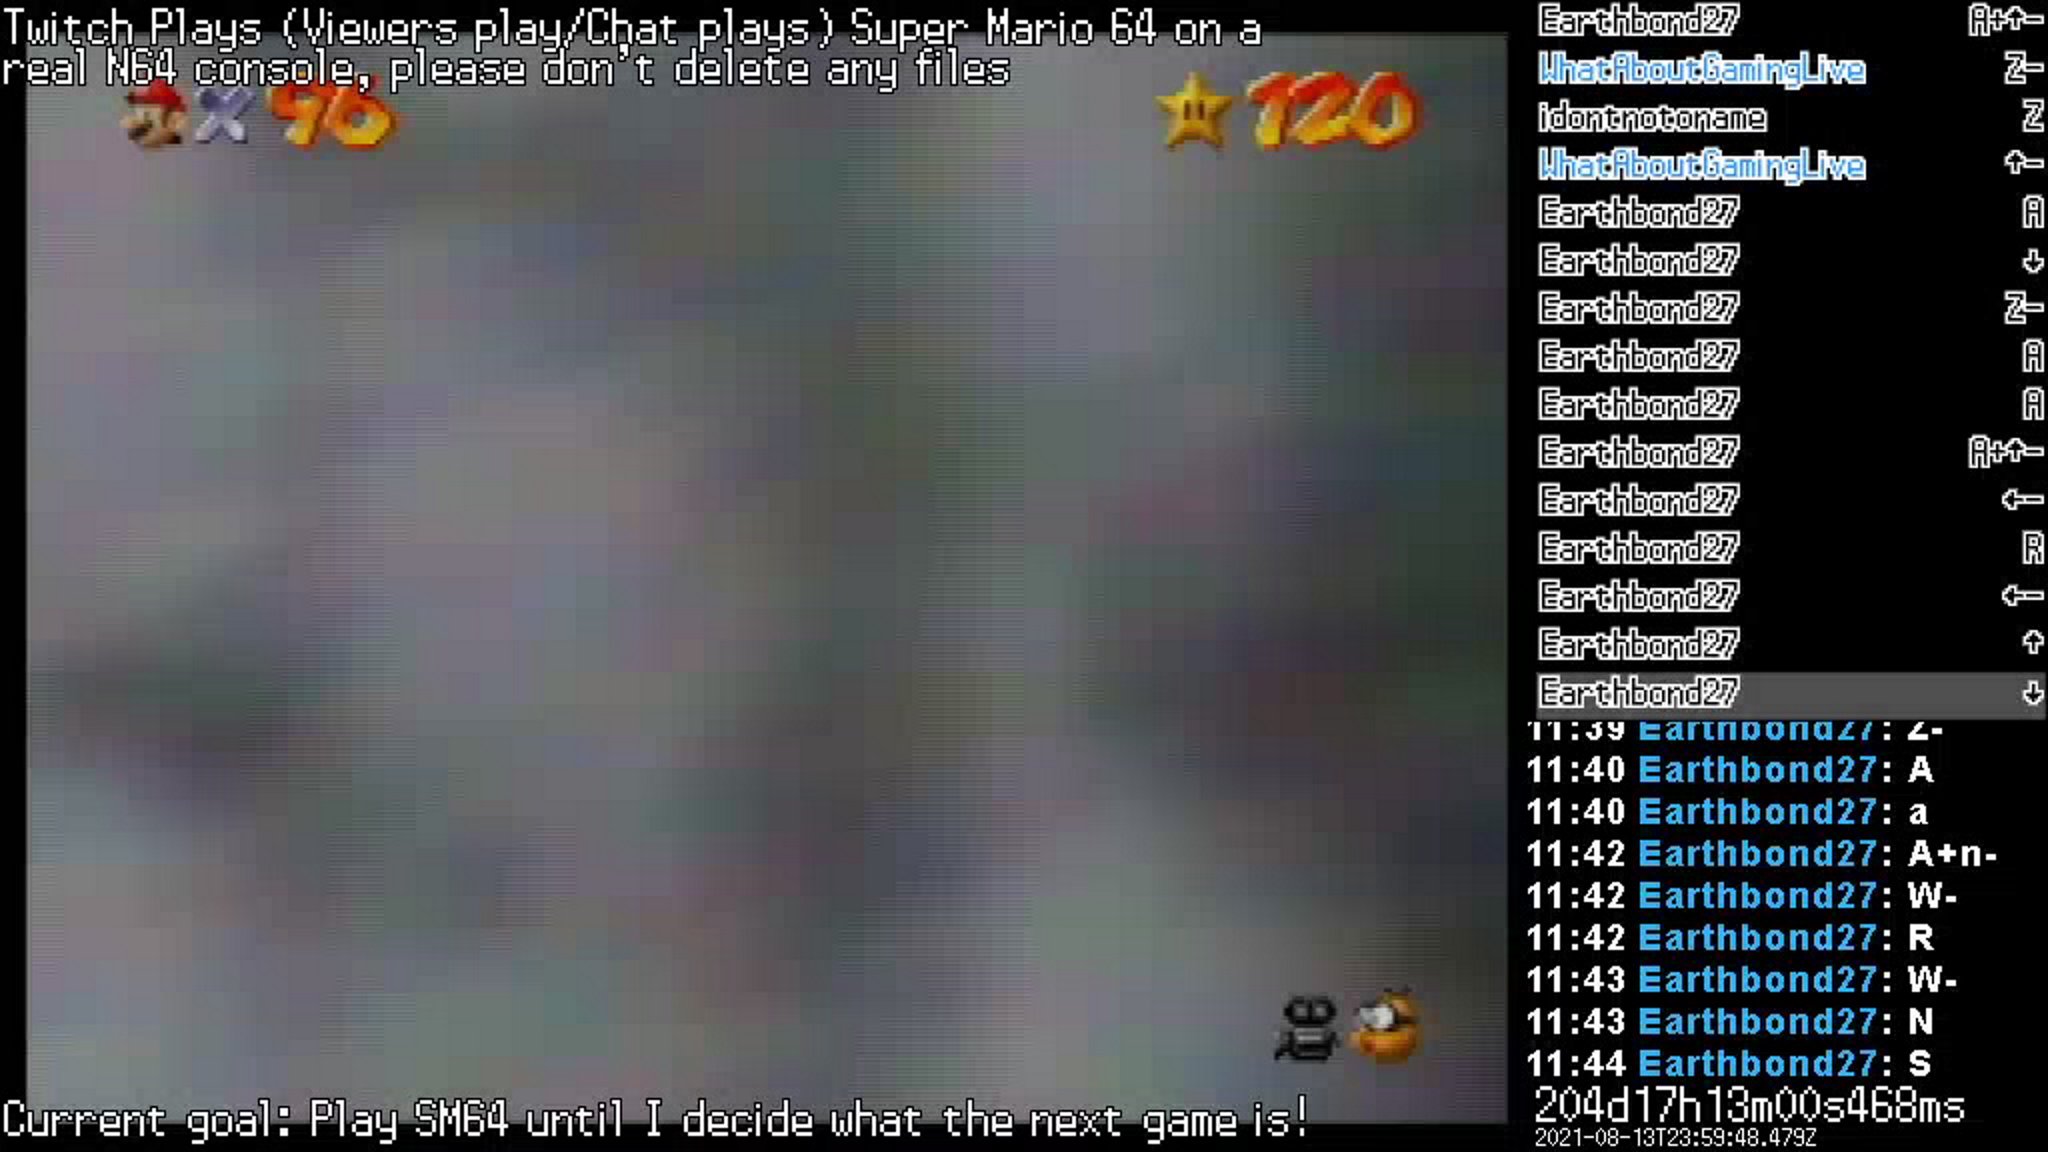 Twitch Plays (Viewers play/Chat plays) Super Mario 64 on a
real N64 console, please don't delete any files
96
120
Earthbond27 A+↑-
WhatAboutGamingLive Z-
idontnotoname Z
WhatAboutGamingLive ↑-
Earthbond27 A
Earthbond27 ↓
Earthbond27 Z-
Earthbond27 A
Earthbond27 A
Earthbond27 A+↑-
Earthbond27 ←-
Earthbond27 R
Earthbond27 ←-
Earthbond27 ↑
Earthbond27 ↓
11:39 Earthbond27: Z-
11:40 Earthbond27: A
11:40 Earthbond27: a
11:42 Earthbond27: A+n-
11:42 Earthbond27: W-
11:42 Earthbond27: R
11:43 Earthbond27: W-
11:43 Earthbond27: N
11:44 Earthbond27: S
204d17h13m00s468ms
2021-08-13T23:59:48.479Z
Current goal: Play SM64 until I decide what the next game is!